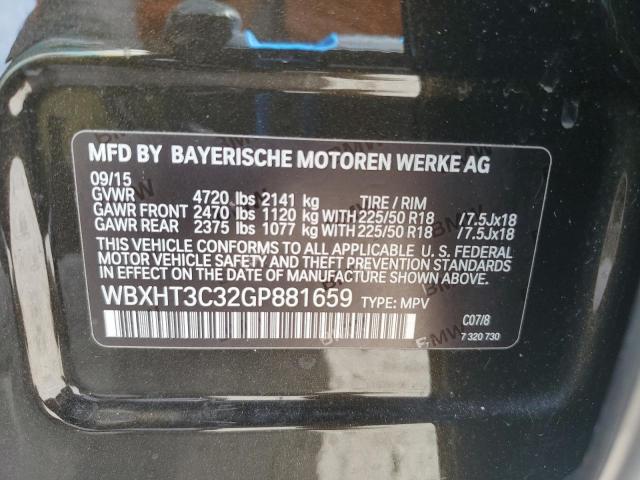 MFD BY BAYERISCHE MOTOREN WERKE AG
09/15
GVWR 4720 lbs 2141 kg TIRE / RIM
GAWR FRONT 2470 lbs 1120 kg WITH 225/50 R18 /7.5Jx18
GAWR REAR 2375 lbs 1077 kg WITH 225/50 R18 /7.5Jx18
THIS VEHICLE CONFORMS TO ALL APPLICABLE U. S. FEDERAL
MOTOR VEHICLE SAFETY AND THEFT PREVENTION STANDARDS
IN EFFECT ON THE DATE OF MANUFACTURE SHOWN ABOVE.
WBXHT3C32GP881659 TYPE: MPV
C07/8
7 320 730